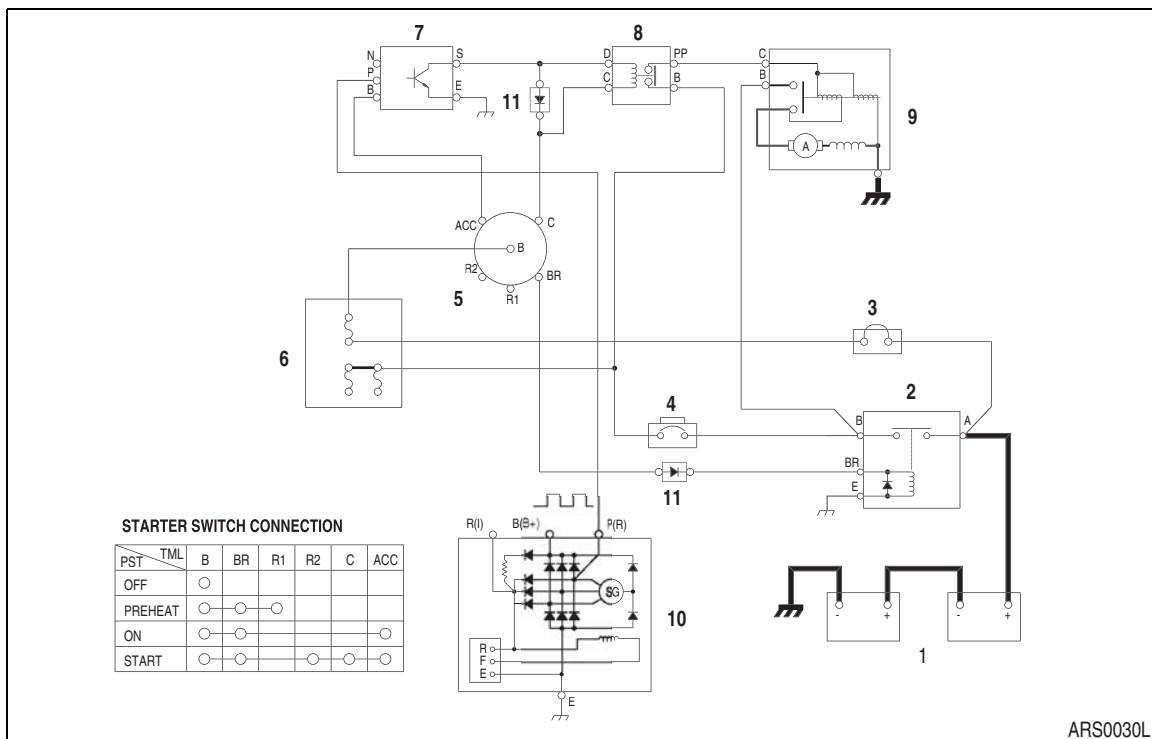 7
8
N
P
B
S
E
11
D
C
PP
B
C
B
9
A
ACC
C
B
R2
BR
R1
5
6
3
4
2
B
A
BR
E
11
STARTER SWITCH CONNECTION
PST TML B BR R1 R2 C ACC
OFF
PREHEAT
ON
START
R(I) B(B+) P(R)
SG
10
R
F
E
E
- + - +
1
ARS0030L